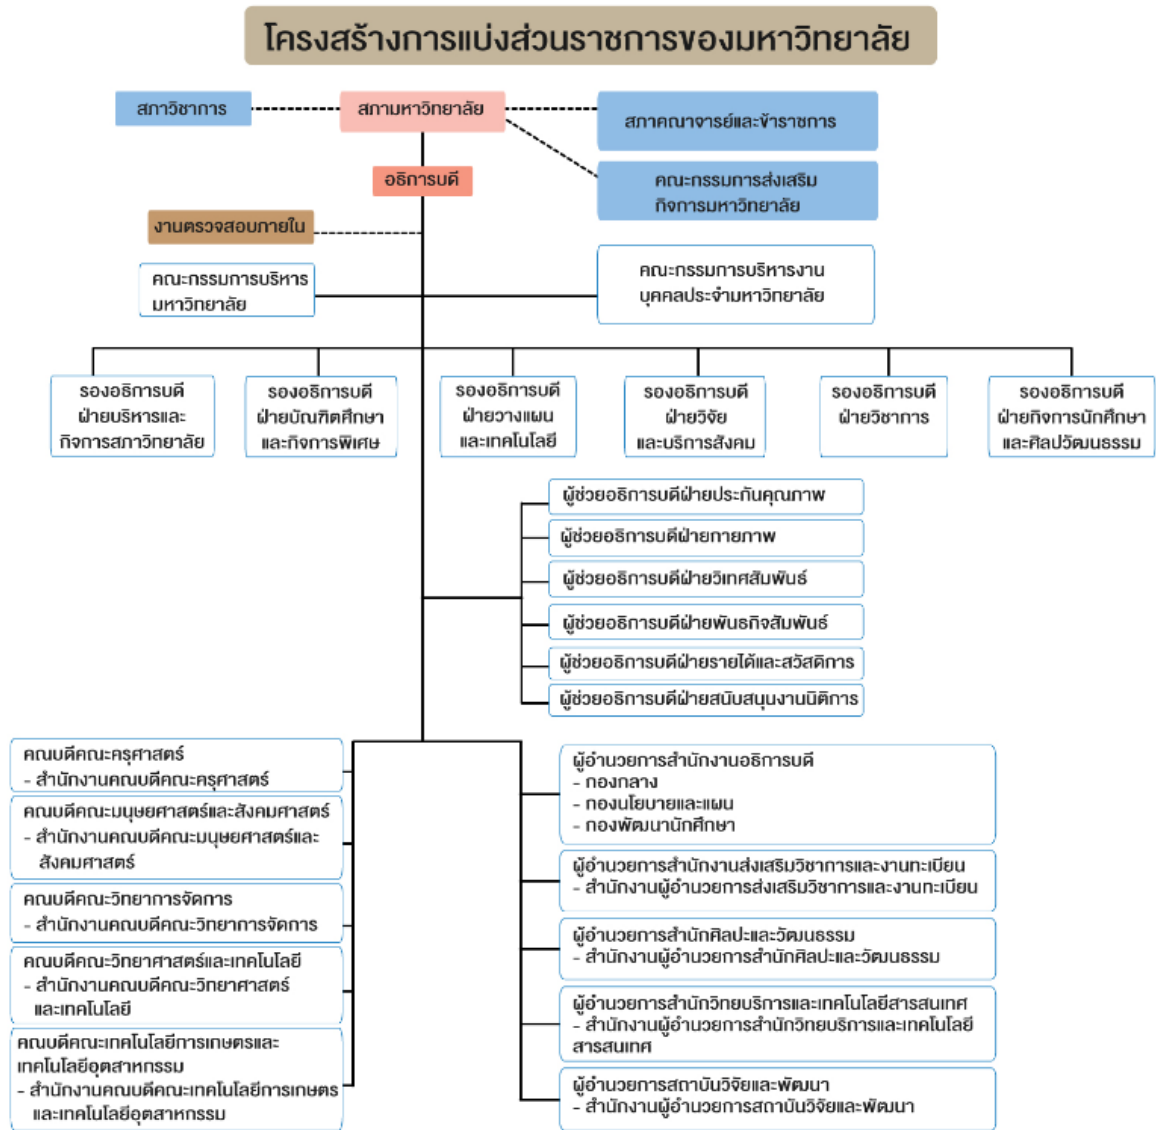 โครงสร้างการแบ่งส่วนราชการของมหาวิทยาลัย
สภาวิชาการ
สภามหาวิทยาลัย
สภาคณาจารย์และข้าราชการ
อธิการบดี
คณะกรรมการส่งเสริม
กิจการมหาวิทยาลัย
งานตรวจสอบภายใน
คณะกรรมการบริหาร
มหาวิทยาลัย
คณะกรรมการบริหารงาน
บุคคลประจำมหาวิทยาลัย
รองอธิการบดี
ฝ่ายบริหารและ
กิจการสภาวิทยาลัย
รองอธิการบดี
ฝ่ายบัณฑิตศึกษา
และกิจการพิเศษ
รองอธิการบดี
ฝ่ายวางแผน
และเทคโนโลยี
รองอธิการบดี
ฝ่ายวิจัย
และบริการสังคม
รองอธิการบดี
ฝ่ายวิชาการ
รองอธิการบดี
ฝ่ายกิจการนักศึกษา
และศิลปวัฒนธรรม
ผู้ช่วยอธิการบดีฝ่ายประกันคุณภาพ
ผู้ช่วยอธิการบดีฝ่ายกายภาพ
ผู้ช่วยอธิการบดีฝ่ายวิเทศสัมพันธ์
ผู้ช่วยอธิการบดีฝ่ายพันธกิจสัมพันธ์
ผู้ช่วยอธิการบดีฝ่ายรายได้และสวัสดิการ
ผู้ช่วยอธิการบดีฝ่ายสนับสนุนงานนิติการ
คณบดีคณะครุศาสตร์
- สำนักงานคณบดีคณะครุศาสตร์
คณบดีคณะมนุษยศาสตร์และสังคมศาสตร์
- สำนักงานคณบดีคณะมนุษยศาสตร์และ
สังคมศาสตร์
คณบดีคณะวิทยาการจัดการ
- สำนักงานคณบดีคณะวิทยาการจัดการ
คณบดีคณะวิทยาศาสตร์และเทคโนโลยี
- สำนักงานคณบดีคณะวิทยาศาสตร์
และเทคโนโลยี
คณบดีคณะเทคโนโลยีการเกษตรและ
เทคโนโลยีอุตสาหกรรม
- สำนักงานคณบดีคณะเทคโนโลยีการเกษตร
และเทคโนโลยีอุตสาหกรรม
ผู้อำนวยการสำนักงานอธิการบดี
- กองกลาง
- กองนโยบายและแผน
- กองพัฒนานักศึกษา
ผู้อำนวยการสำนักงานส่งเสริมวิชาการและงานทะเบียน
- สำนักงานผู้อำนวยการส่งเสริมวิชาการและงานทะเบียน
ผู้อำนวยการสำนักศิลปะและวัฒนธรรม
- สำนักงานผู้อำนวยการสำนักศิลปะและวัฒนธรรม
ผู้อำนวยการสำนักวิทยบริการและเทคโนโลยีสารสนเทศ
- สำนักงานผู้อำนวยการสำนักวิทยบริการและเทคโนโลยี
สารสนเทศ
ผู้อำนวยการสถาบันวิจัยและพัฒนา
- สำนักงานผู้อำนวยการสถาบันวิจัยและพัฒนา